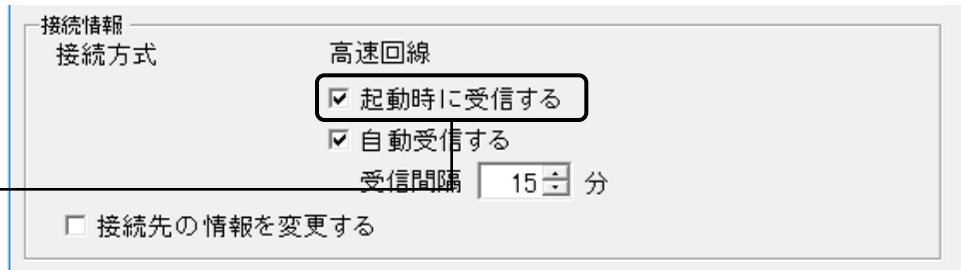 接続情報
接続方式 高速回線
起動時に受信する
自動受信する
受信間隔 15 分
接続先の情報を変更する